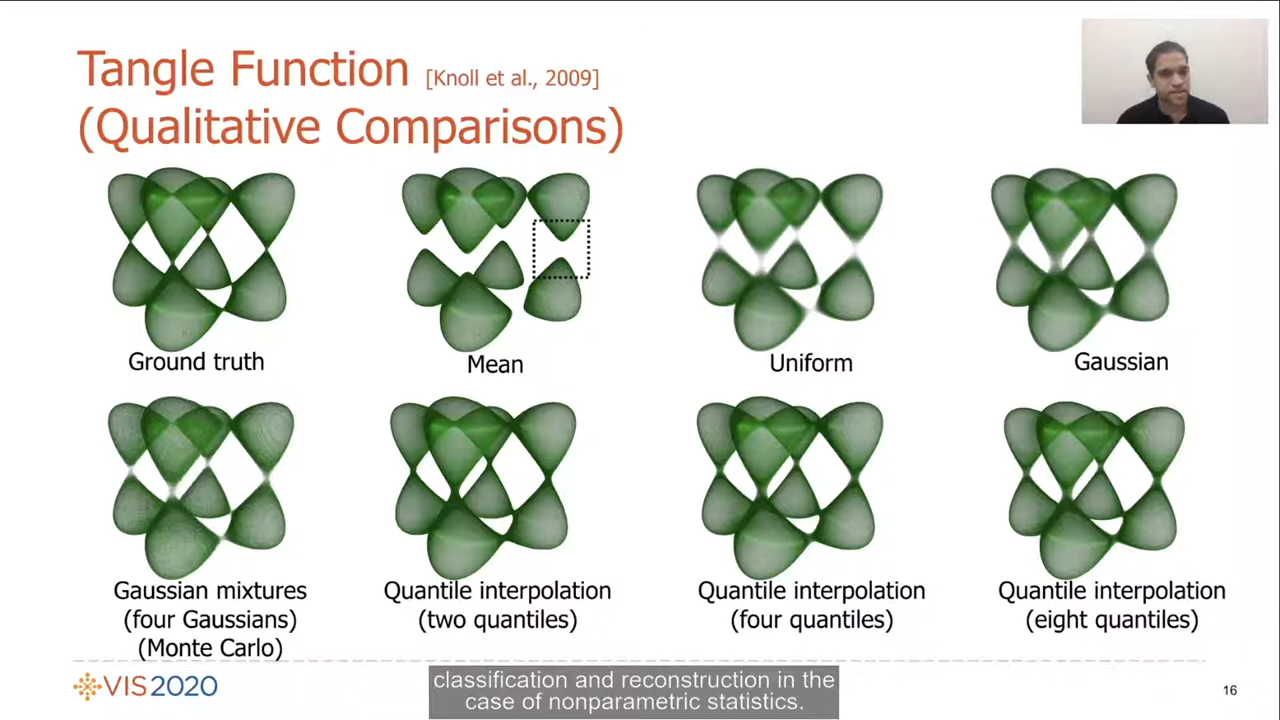 Tangle Function [Knoll et al., 2009]
(Qualitative Comparisons)
Ground truth
Mean
Uniform
Gaussian
Gaussian mixtures
(four Gaussians)
(Monte Carlo)
Quantile interpolation
(two quantiles)
Quantile interpolation
(four quantiles)
Quantile interpolation
(eight quantiles)
VIS2020
classification and reconstruction in the
case of nonparametric statistics.
16